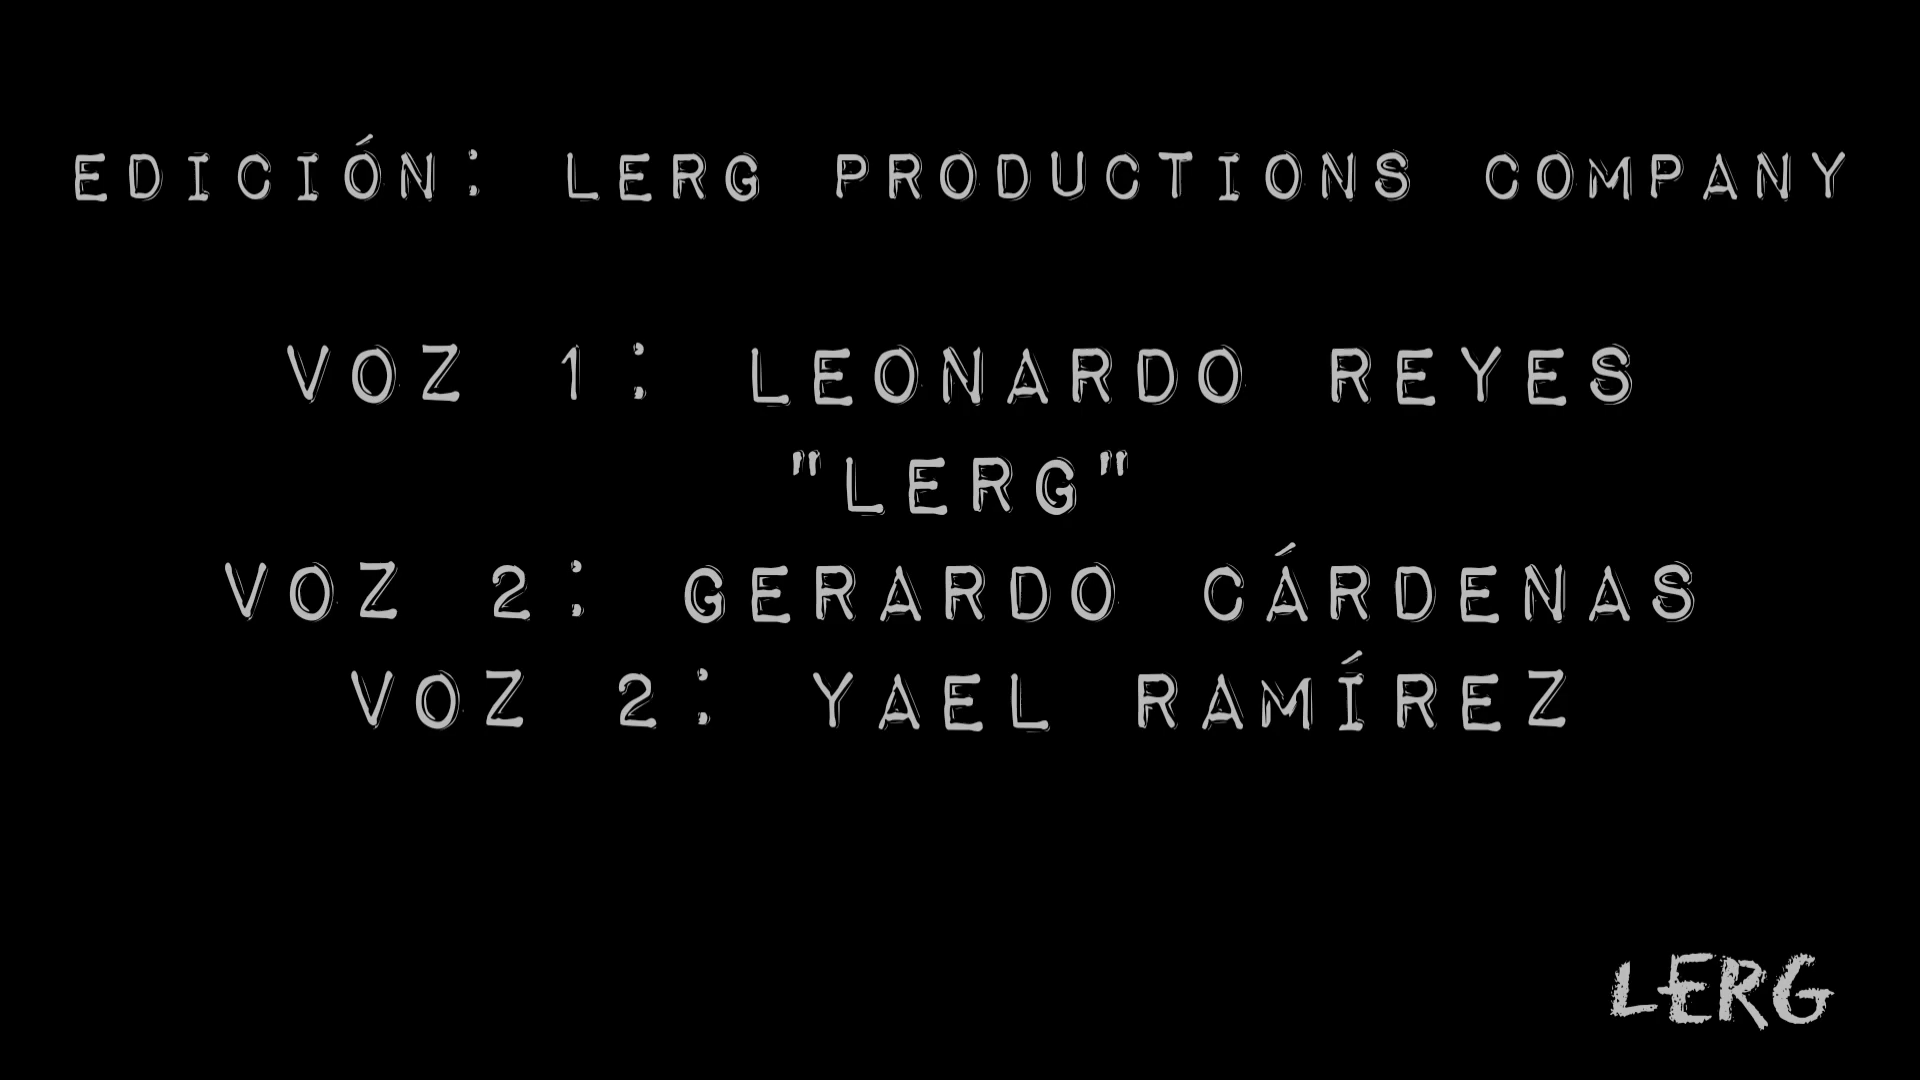 EDICIÓN: LERG PRODUCTIONS COMPANY
VOZ 1: LEONARDO REYES
"LERG"
VOZ 2: GERARDO CÁRDENAS
VOZ 2: YAEL RAMÍREZ
LERG